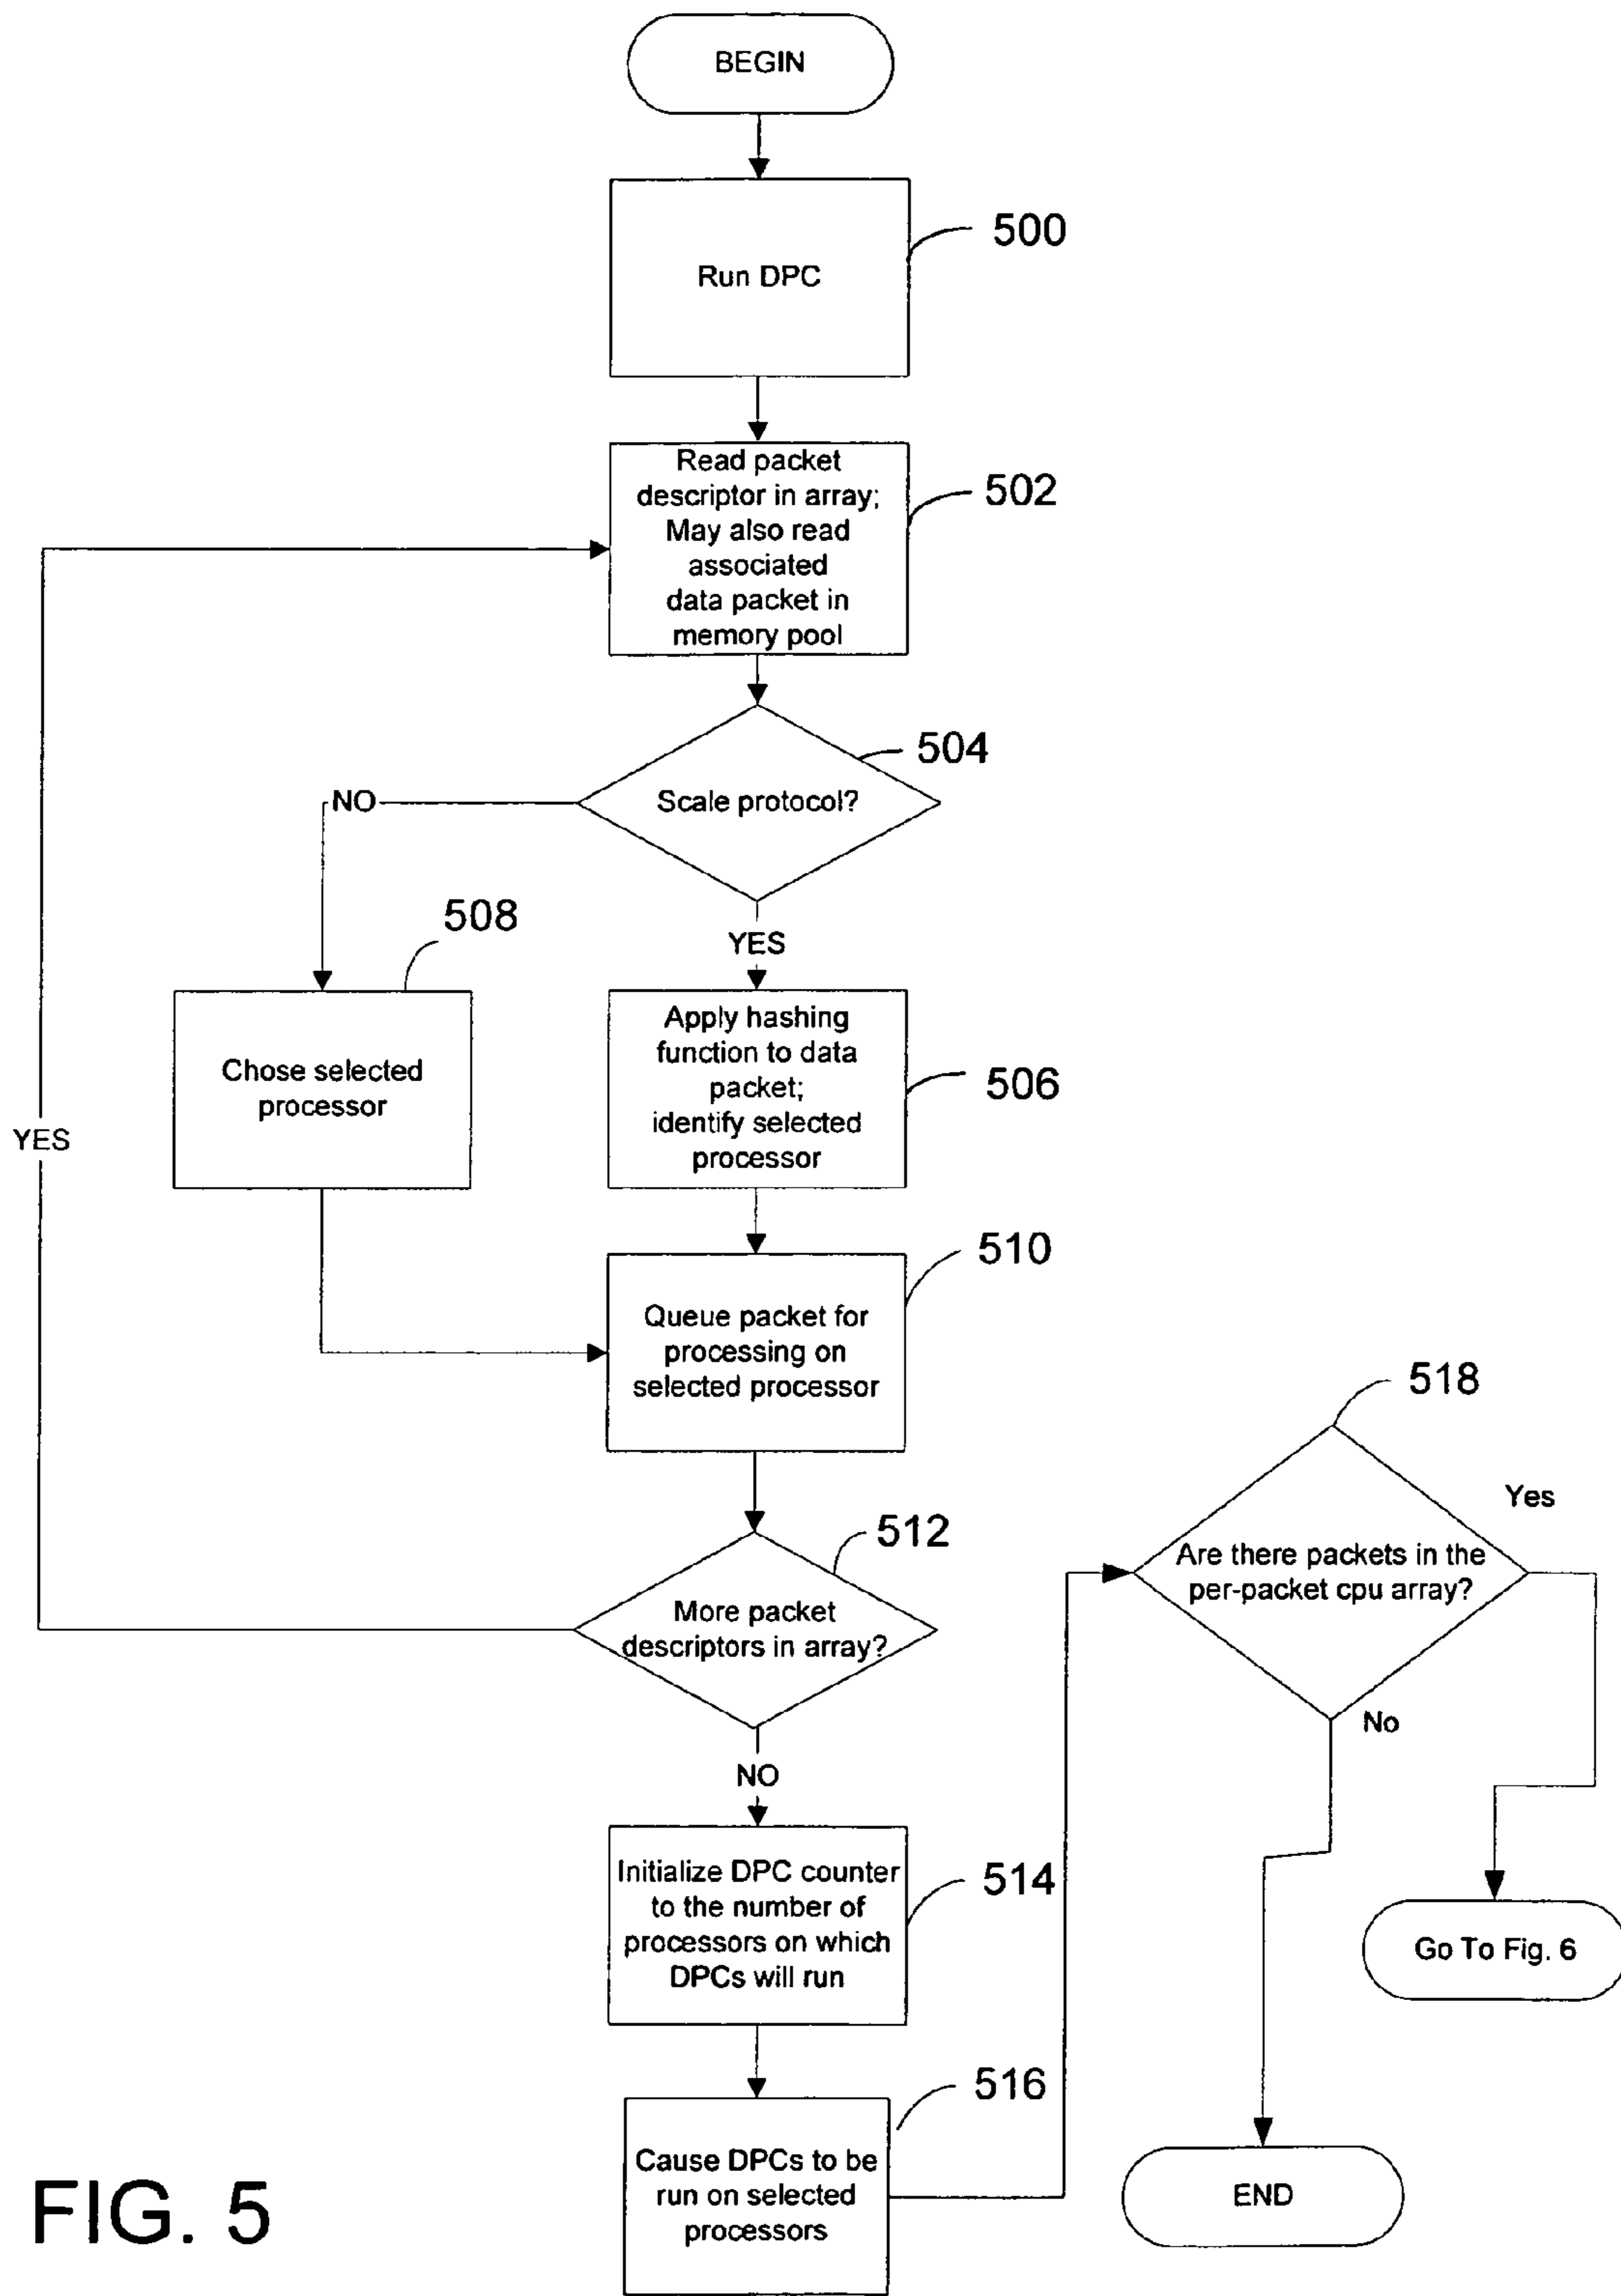 BEGIN
500
Run DPC
Read packet
descriptor in array;
May also read
associated
data packet in
memory pool
502
504
Scale protocol?
NO
YES
508
Chose selected
processor
Apply hashing
function to data
packet;
identify selected
processor
506
YES
510
Queue packet for
processing on
selected processor
518
Yes
Are there packets in the
per-packet cpu array?
No
512
More packet
descriptors in array?
NO
Initialize DPC counter
to the number of
processors on which
DPCs will run
514
Go To Fig. 6
516
Cause DPCs to be
run on selected
processors
END
FIG. 5